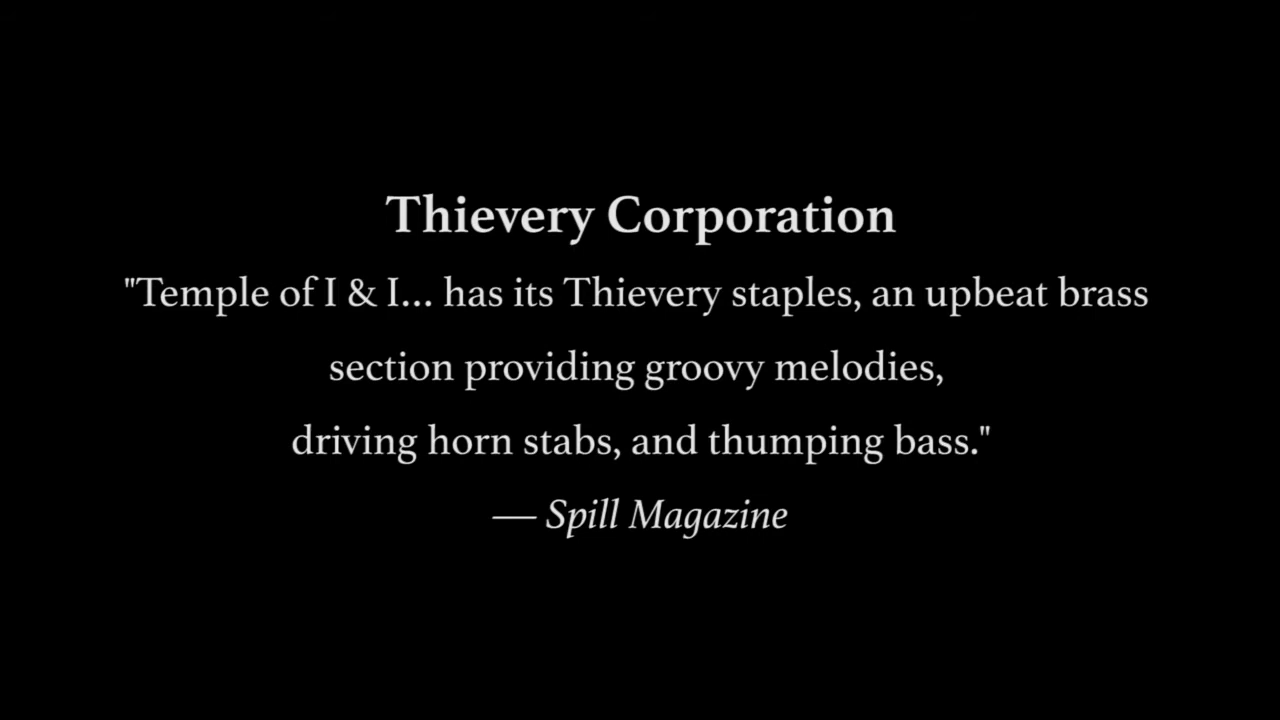 Thievery Corporation
"Temple of I & I... has its Thievery staples, an upbeat brass
section providing groovy melodies,
driving horn stabs, and thumping bass."
— Spill Magazine